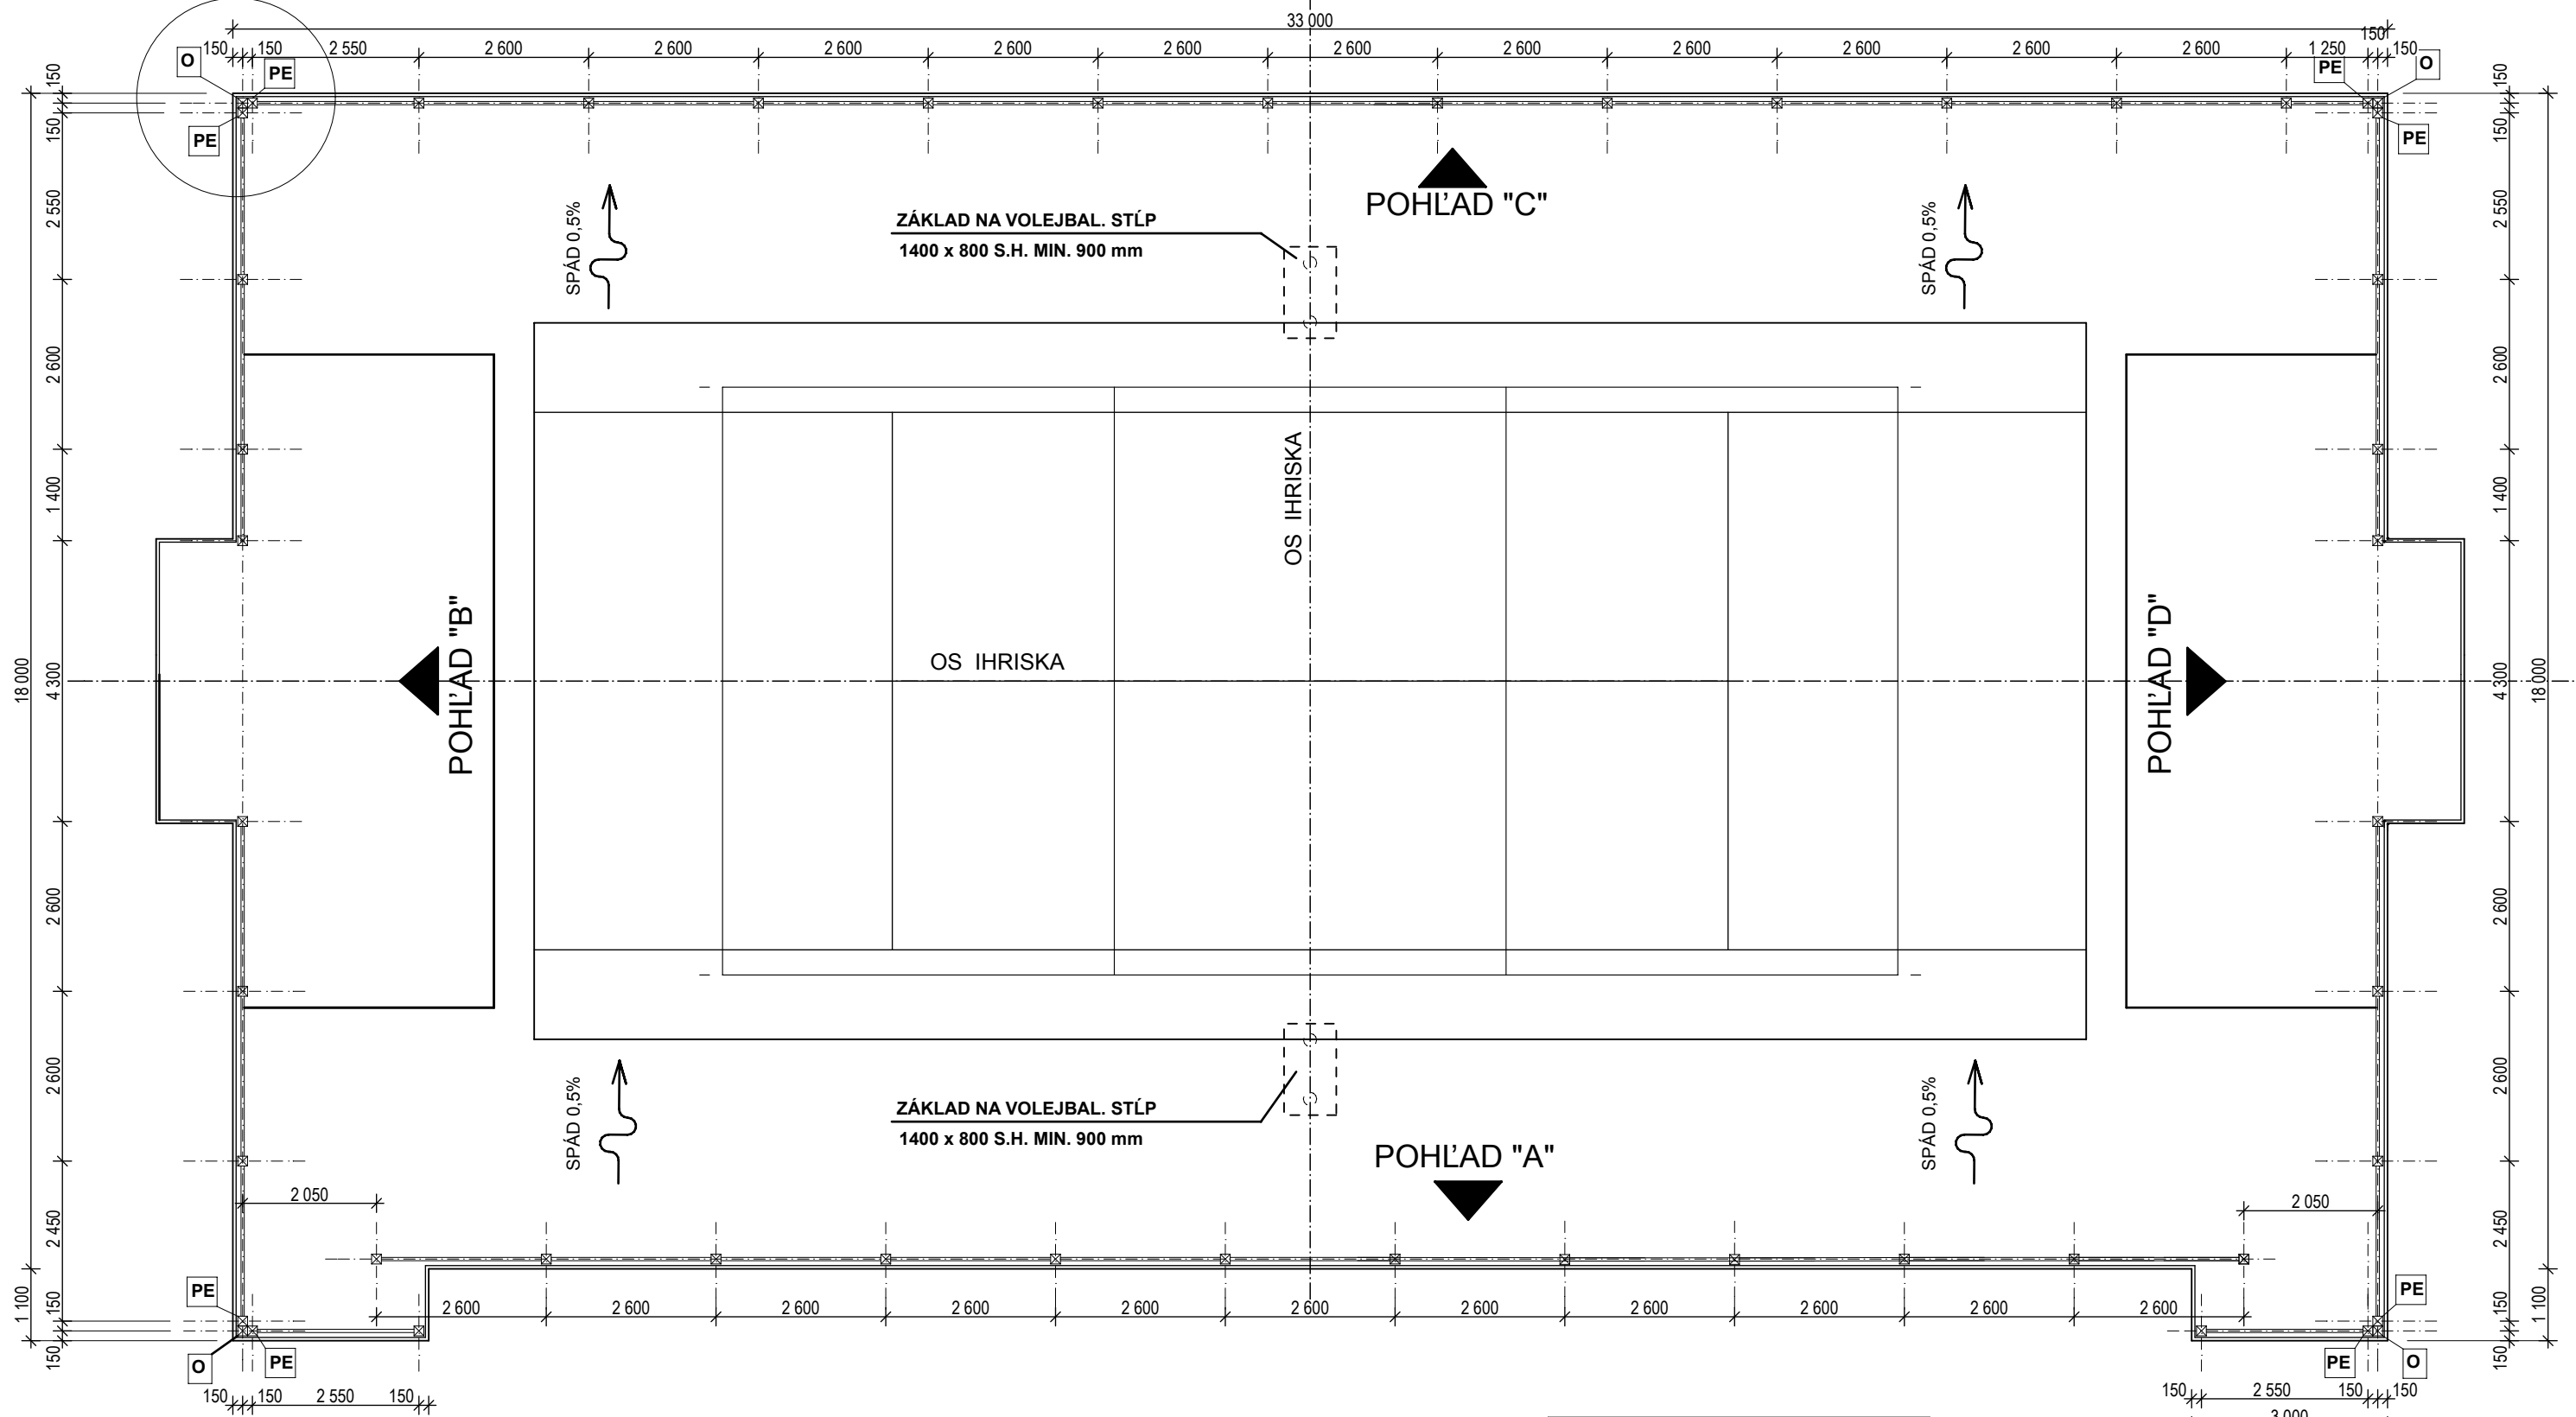 33 000
150 150 2 550 2 600 2 600 2 600 2 600 2 600 2 600 2 600 2 600 2 600 2 600 2 600 1 250 150 150
O PE PE O
PE PE
150 150 2 550 2 600 1 400 4 300 2 600 2 600 2 450 150 150
18 000 1 100
POHĽAD "C"
SPÁD 0,5%
ZÁKLAD NA VOLEJBAL. STĹP
1400 x 800 S.H. MIN. 900 mm
SPÁD 0,5%
OS IHRISKA
OS IHRISKA
POHĽAD "B"
POHĽAD "D"
150 150 2 550 2 600 1 400 4 300 2 600 2 600 2 450 150 150
18 000 1 100
SPÁD 0,5%
ZÁKLAD NA VOLEJBAL. STĹP
1400 x 800 S.H. MIN. 900 mm
SPÁD 0,5%
POHĽAD "A"
2 050 2 050
2 600 2 600 2 600 2 600 2 600 2 600 2 600 2 600 2 600 2 600 2 600
PE PE
O PE PE O
150 150 2 550 150 150 2 550 150 150
3 000